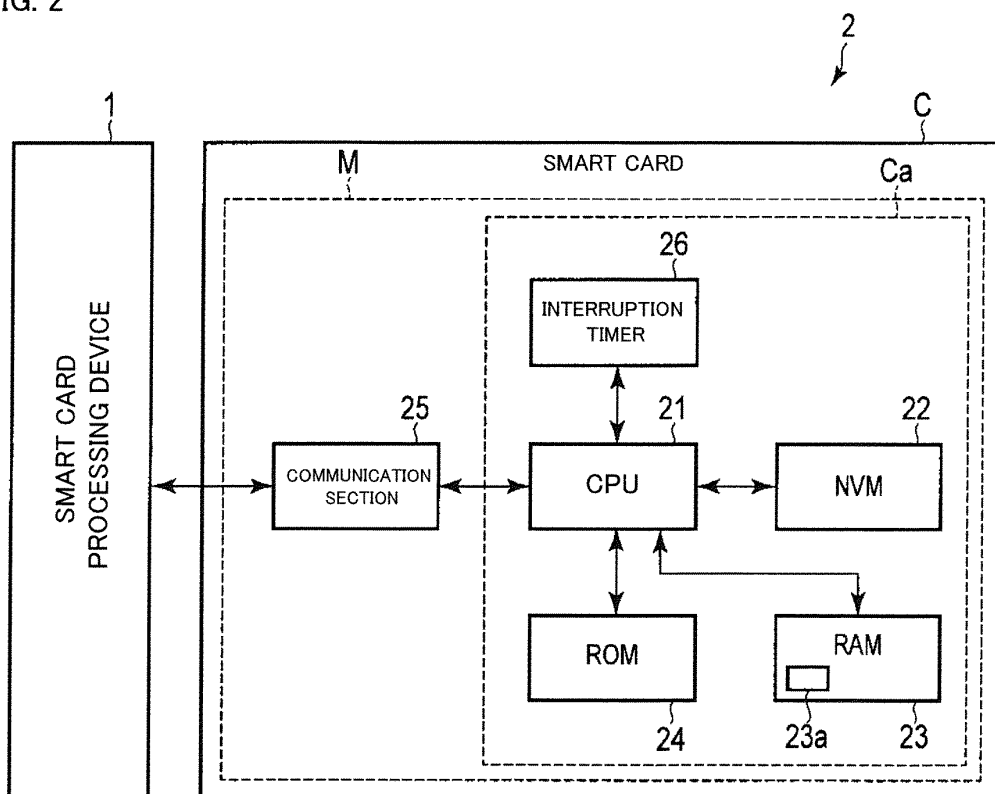 FIG. 2
2
1
C
SMART CARD
M
Ca
26
INTERRUPTION
TIMER
SMART CARD
PROCESSING DEVICE
25
21
22
COMMUNICATION
SECTION
CPU
NVM
ROM
RAM
24
23a
23